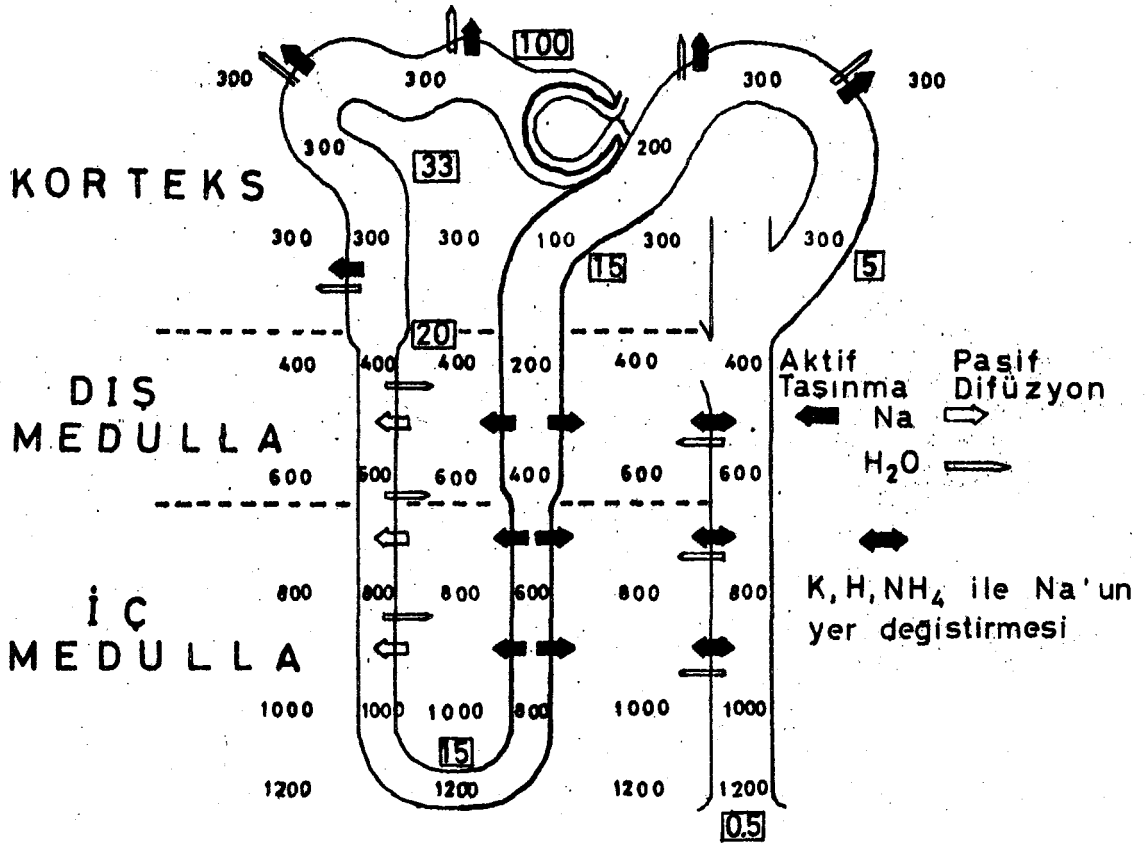 100
300 300 300 300
300 200
33
KORTEKS
300 300 300 100 300 300
15 5
20
400 400 400 200 400 400
DIŞ
MEDULLA
600 600 600 400 600 600
800 800 800 600 800 800
İÇ
MEDULLA
1000 1000 1000 800 1000 1000
15
1200 1200 1200 1200
0.5
Aktif Pasif
Taşınma Difüzyon
Na
H₂O
K, H, NH₄ ile Na'un
yer değiştirmesi